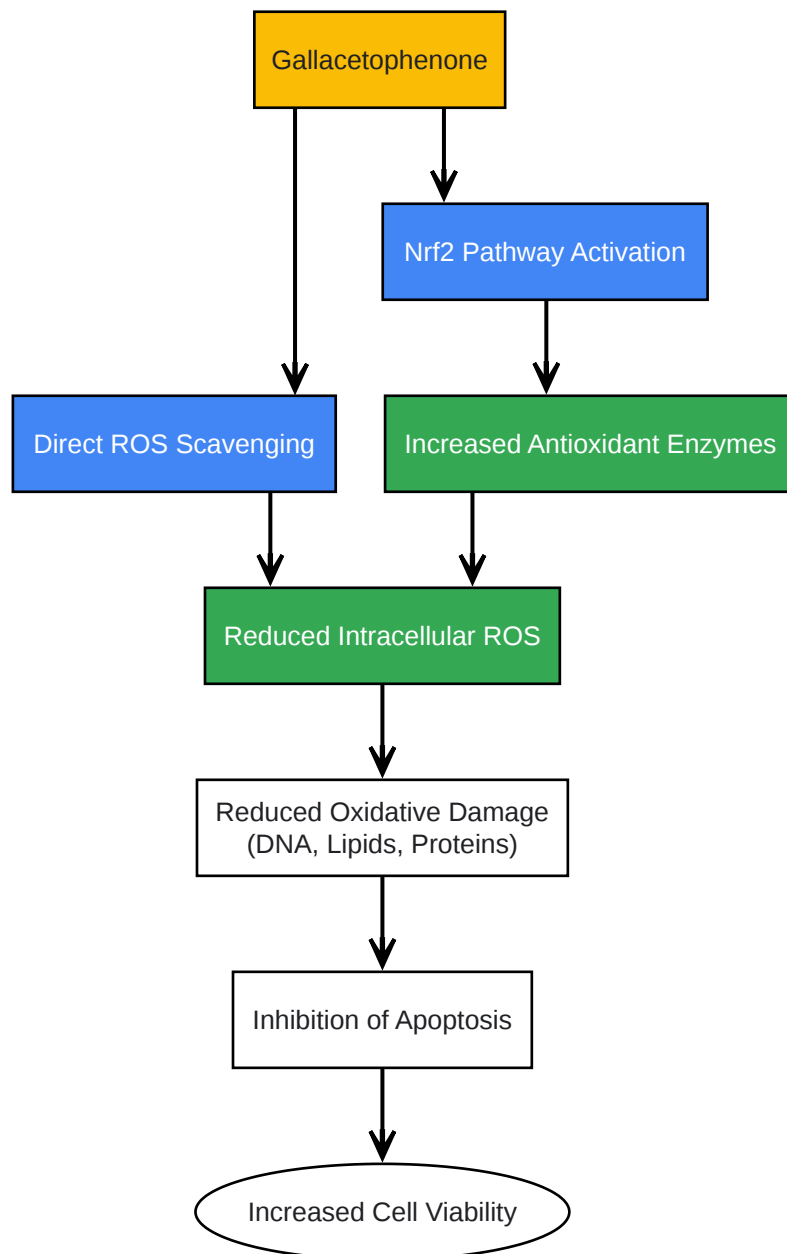 Gallacetophenone
Nrf2 Pathway Activation
Direct ROS Scavenging
Increased Antioxidant Enzymes
Reduced Intracellular ROS
Reduced Oxidative Damage
(DNA, Lipids, Proteins)
Inhibition of Apoptosis
Increased Cell Viability